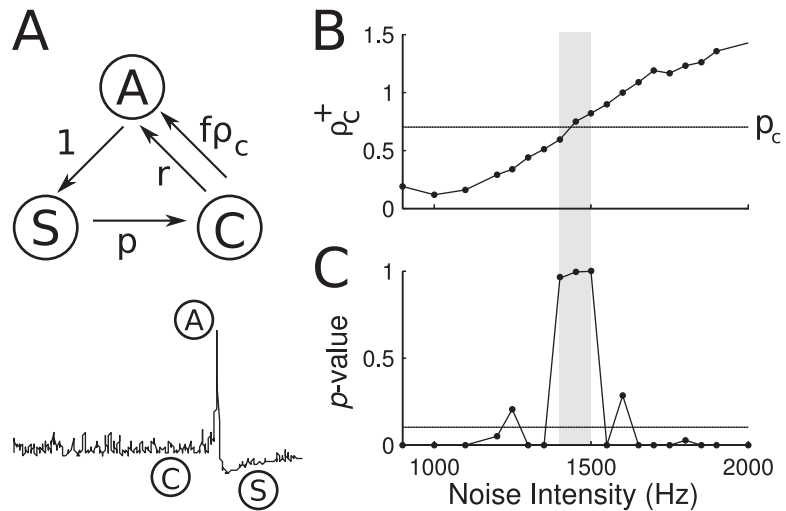 A
A
1
fρc
r
S
p
C
A
C
S
B
1.5
1
0.5
0
ρc+
pc
C
1
0.5
0
p-value
1000 1500 2000
Noise Intensity (Hz)